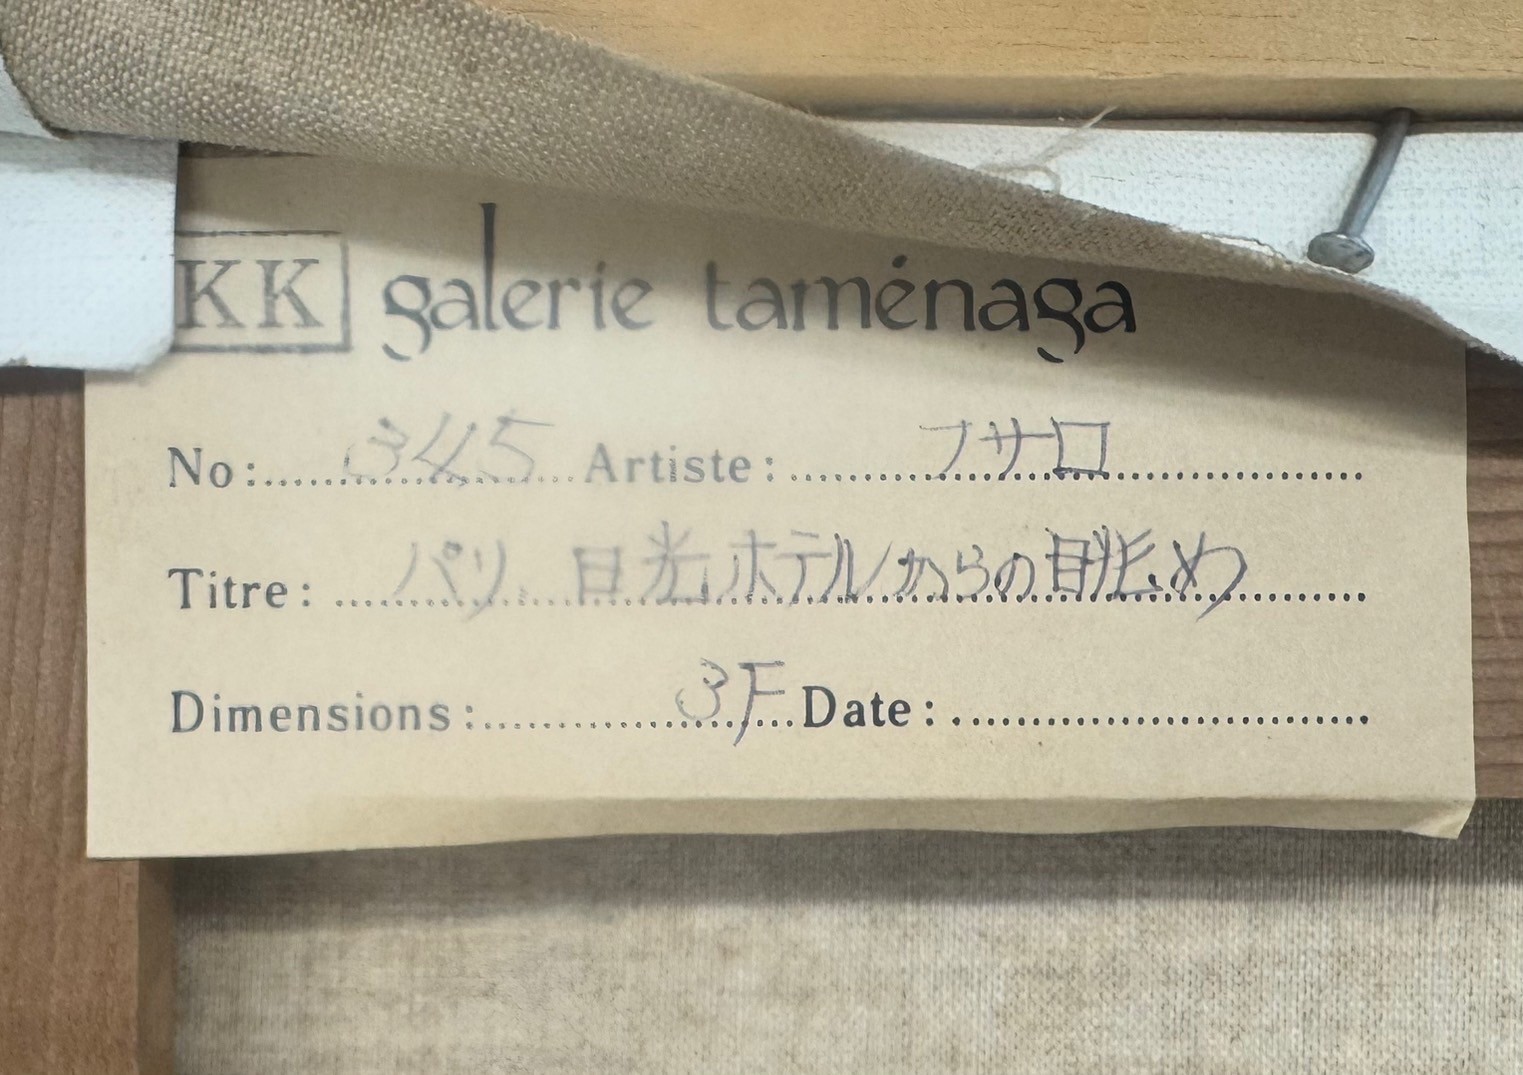 KK galerie taménaga
No: 345 Artiste: フサロ
Titre: パリ 日光ホテルからの眺め
Dimensions: 3F Date: